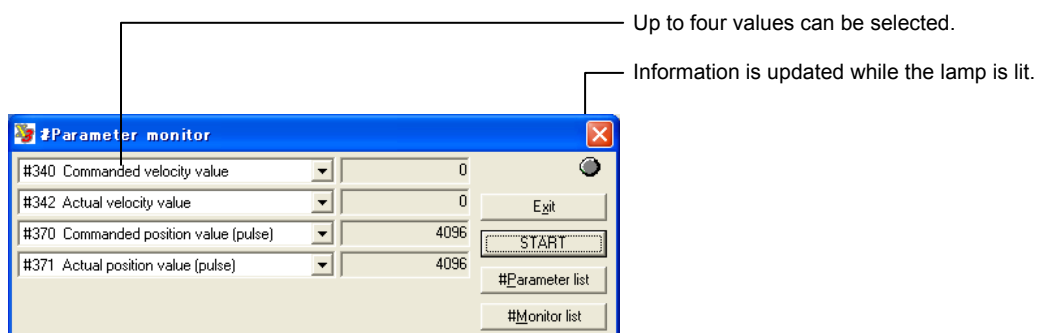 Up to four values can be selected.
Information is updated while the lamp is lit.
#Parameter monitor
#340 Commanded velocity value 0
#342 Actual velocity value 0
Exit
#370 Commanded position value (pulse) 4096
START
#371 Actual position value (pulse) 4096
#Parameter list
#Monitor list